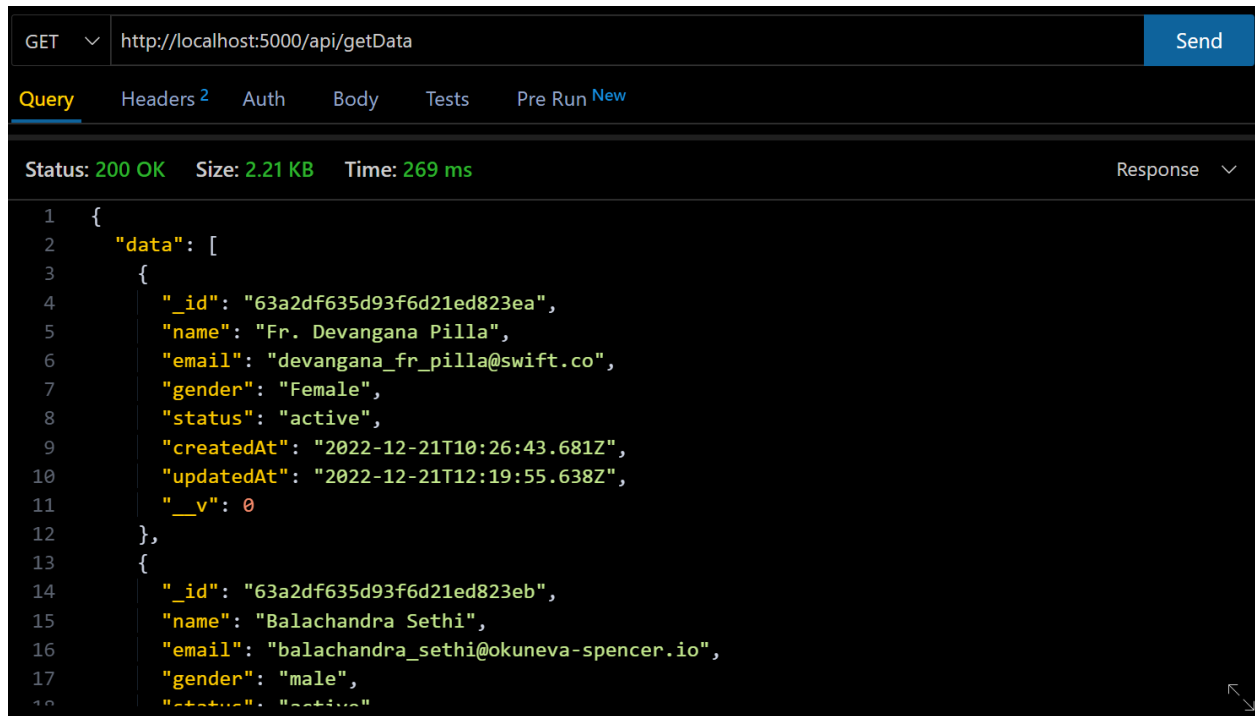 GET http://localhost:5000/api/getData Send
Query Headers 2 Auth Body Tests Pre Run New
Status: 200 OK Size: 2.21 KB Time: 269 ms Response
1 {
2 "data": [
3 {
4 "_id": "63a2df635d93f6d21ed823ea",
5 "name": "Fr. Devangana Pilla",
6 "email": "devangana_fr_pilla@swift.co",
7 "gender": "Female",
8 "status": "active",
9 "createdAt": "2022-12-21T10:26:43.681Z",
10 "updatedAt": "2022-12-21T12:19:55.638Z",
11 "__v": 0
12 },
13 {
14 "_id": "63a2df635d93f6d21ed823eb",
15 "name": "Balachandra Sethi",
16 "email": "balachandra_sethi@okuneva-spencer.io",
17 "gender": "male",
18 "status": "active"